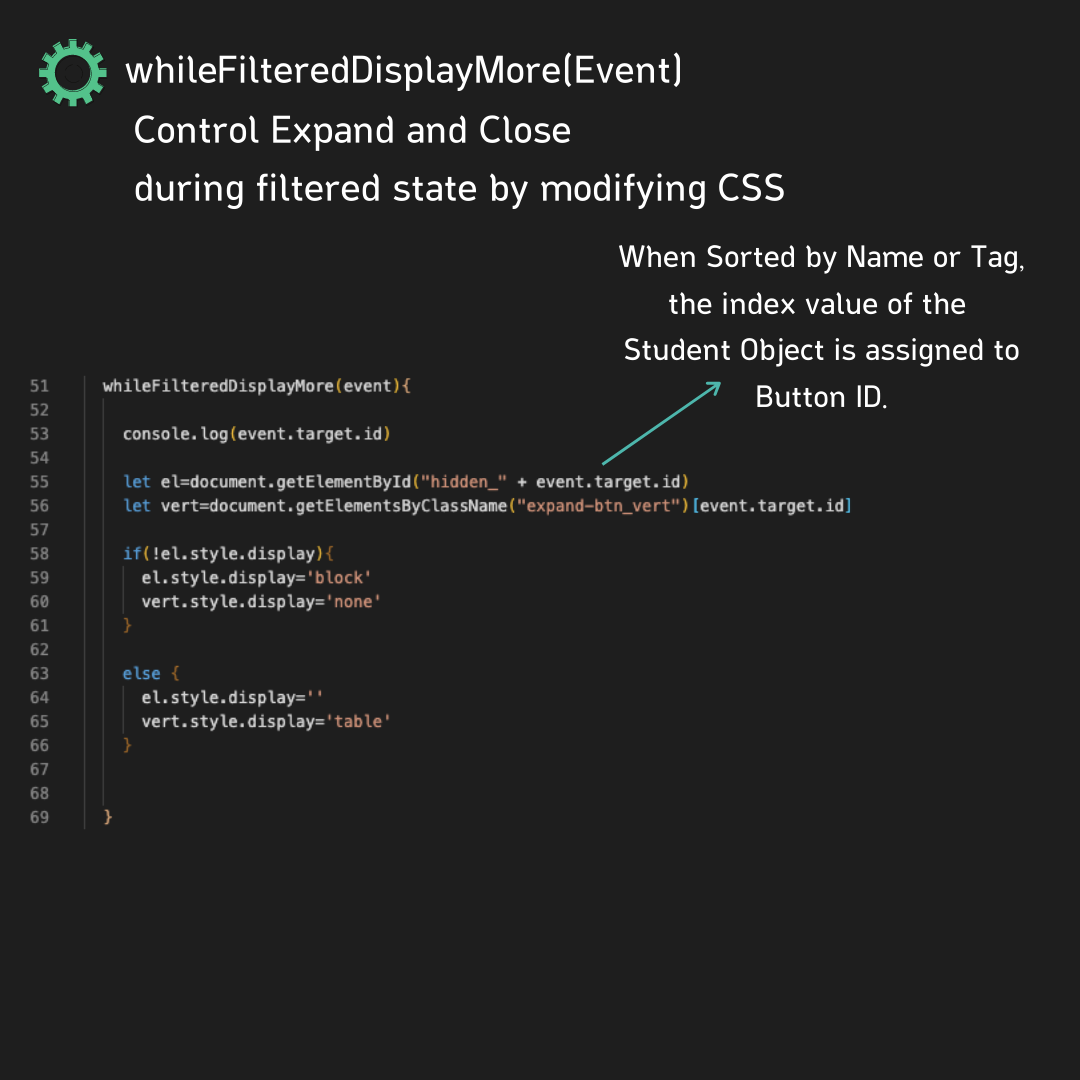 whileFilteredDisplayMore(Event)
Control Expand and Close
during filtered state by modifying CSS
When Sorted by Name or Tag,
the index value of the
Student Object is assigned to
Button ID.
51 whileFilteredDisplayMore(event){
52
53 console.log(event.target.id)
54
55 let el=document.getElementById("hidden_" + event.target.id)
56 let vert=document.getElementsByClassName("expand-btn_vert")[event.target.id]
57
58 if(!el.style.display){
59 el.style.display='block'
60 vert.style.display='none'
61 }
62
63 else {
64 el.style.display=''
65 vert.style.display='table'
66 }
67
68
69 }